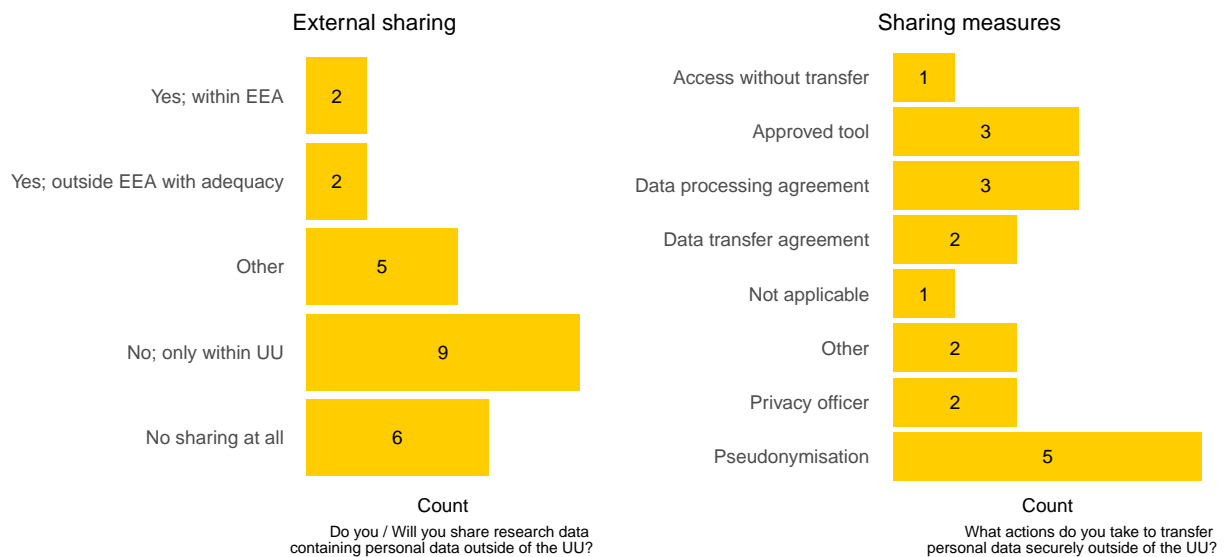 External sharing
Yes; within EEA
2
Yes; outside EEA with adequacy
2
Other
5
No; only within UU
9
No sharing at all
6
Count
Do you / Will you share research data
containing personal data outside of the UU?
Sharing measures
Access without transfer
1
Approved tool
3
Data processing agreement
3
Data transfer agreement
2
Not applicable
1
Other
2
Privacy officer
2
Pseudonymisation
5
Count
What actions do you take to transfer
personal data securely outside of the UU?